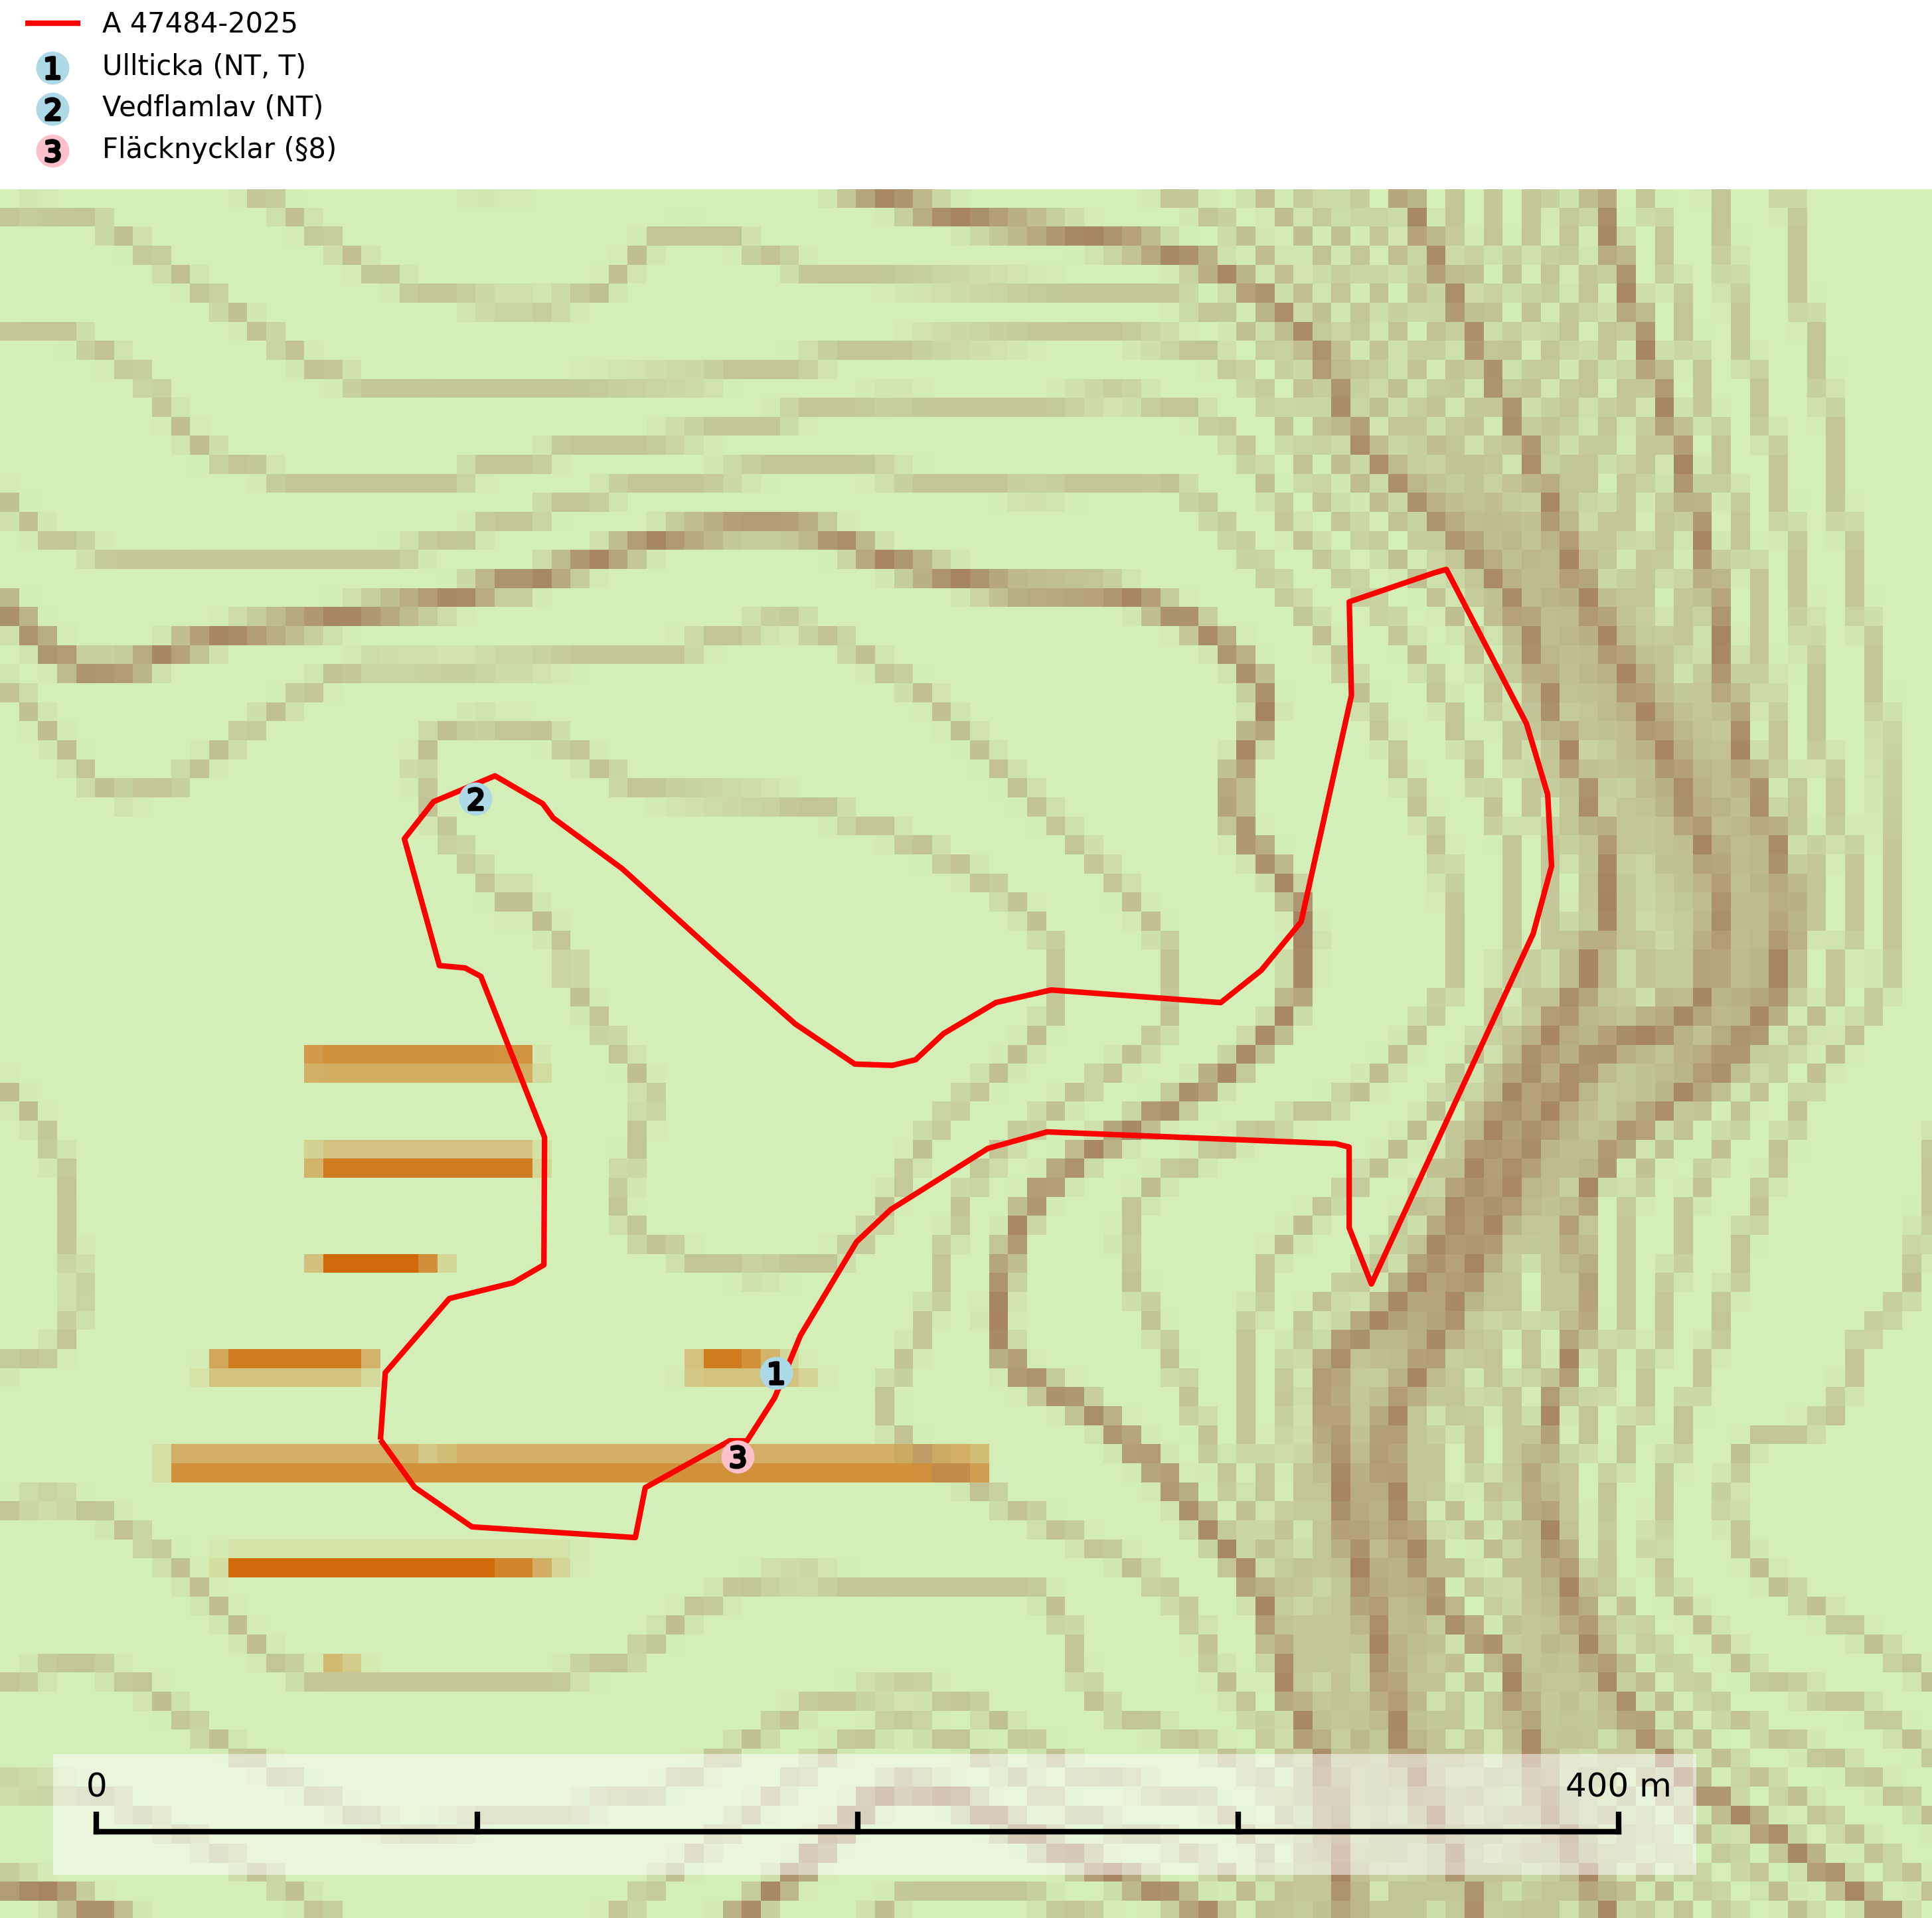 A 47484-2025
1 Ullticka (NT, T)
2 Vedflamlav (NT)
3 Fläcknycklar (§8)
2
1
3
0 400 m